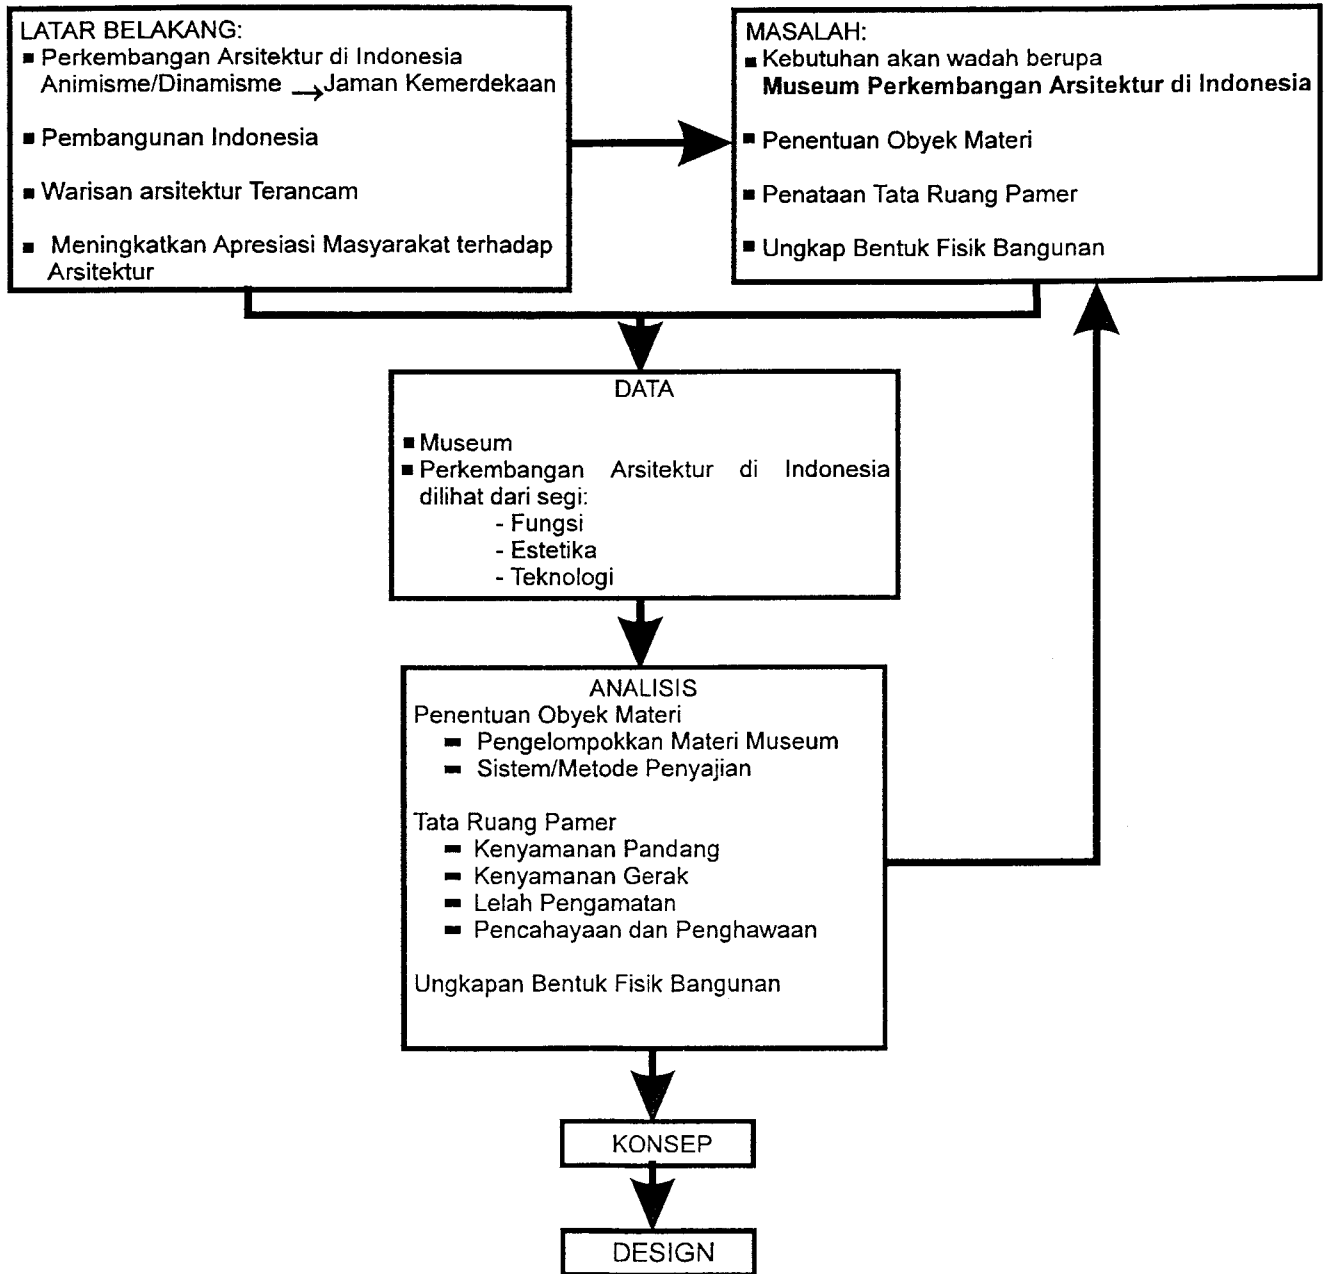 LATAR BELAKANG:
▪ Perkembangan Arsitektur di Indonesia
Animisme/Dinamisme → Jaman Kemerdekaan
▪ Pembangunan Indonesia
▪ Warisan arsitektur Terancam
▪ Meningkatkan Apresiasi Masyarakat terhadap
Arsitektur
MASALAH:
▪ Kebutuhan akan wadah berupa
Museum Perkembangan Arsitektur di Indonesia
▪ Penentuan Obyek Materi
▪ Penataan Tata Ruang Pamer
▪ Ungkap Bentuk Fisik Bangunan
DATA
▪ Museum
▪ Perkembangan Arsitektur di Indonesia
dilihat dari segi:
- Fungsi
- Estetika
- Teknologi
ANALISIS
Penentuan Obyek Materi
▬ Pengelompokkan Materi Museum
▬ Sistem/Metode Penyajian
Tata Ruang Pamer
▬ Kenyamanan Pandang
▬ Kenyamanan Gerak
▬ Lelah Pengamatan
▬ Pencahayaan dan Penghawaan
Ungkapan Bentuk Fisik Bangunan
KONSEP
DESIGN